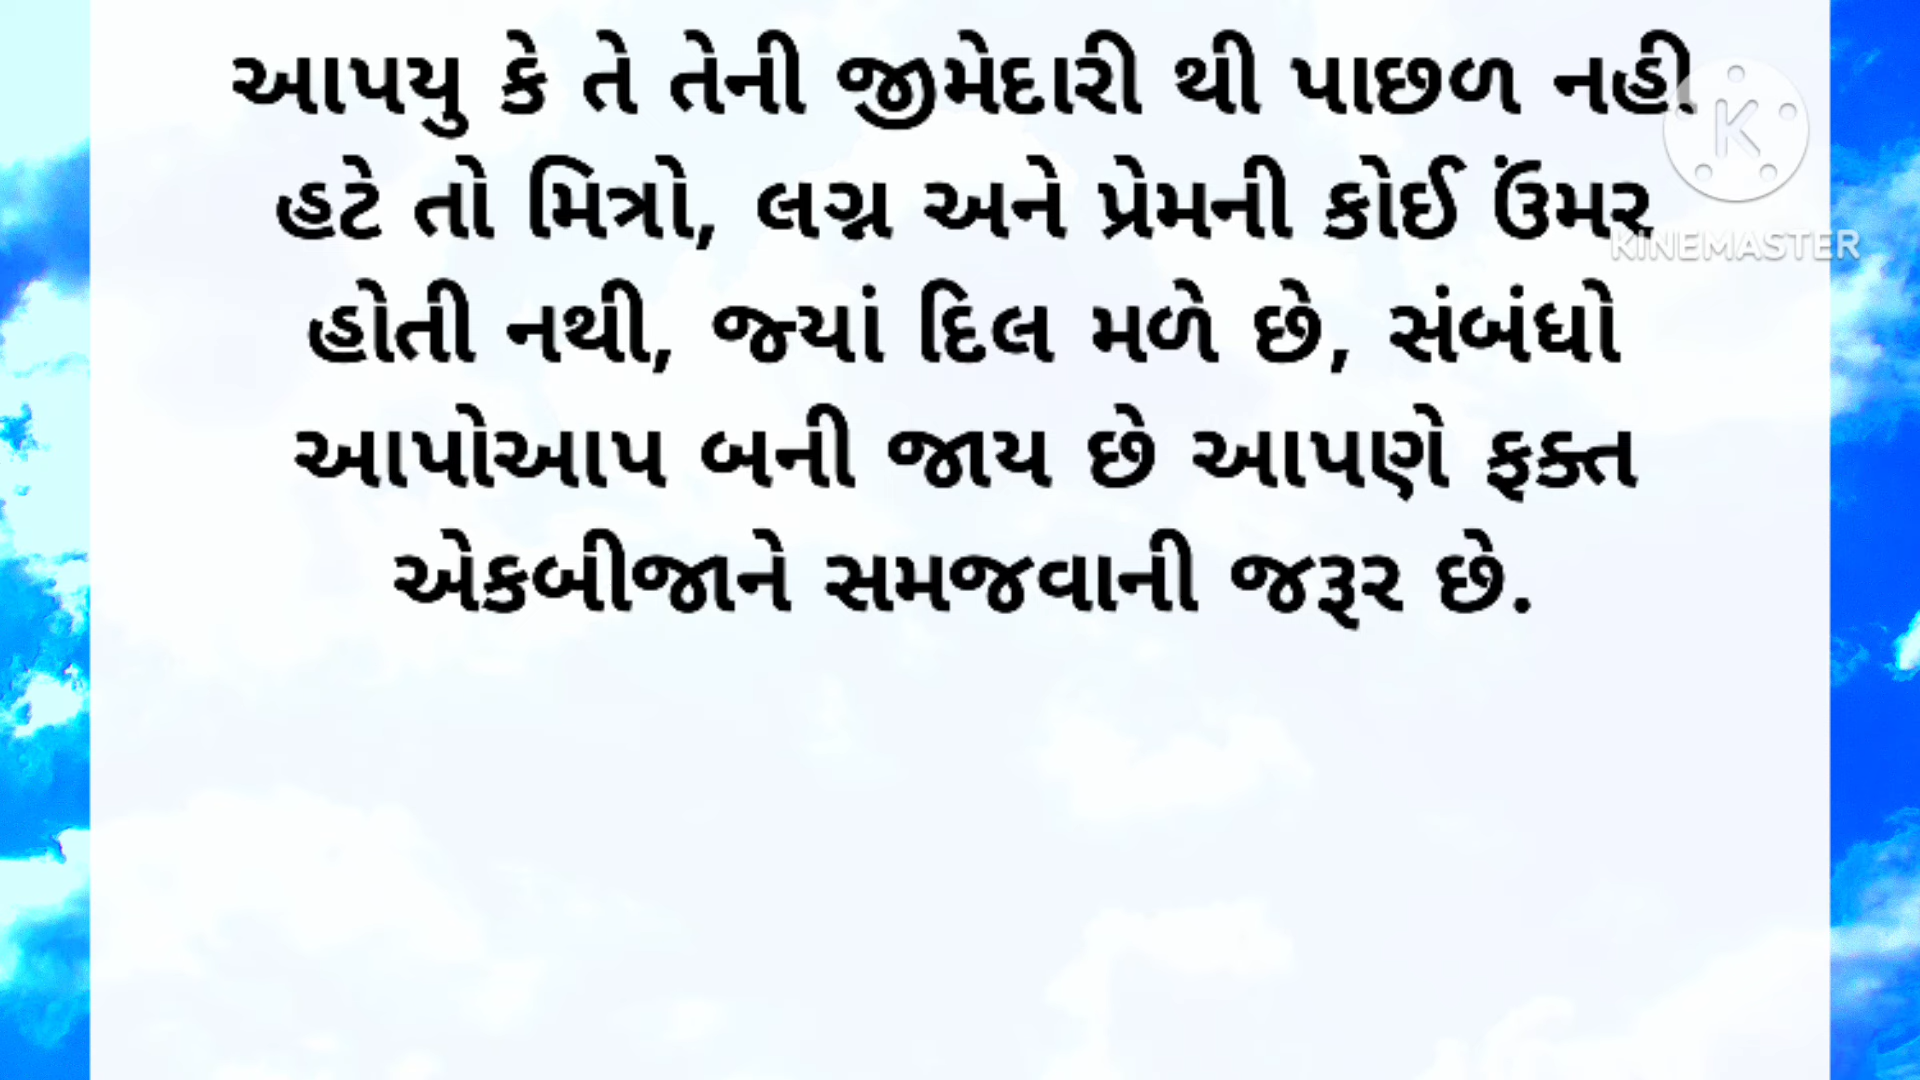 આપયુ કે તે તેની જીમેદારી થી પાછળ નહી
હટે તો મિત્રો, લગ્ન અને પ્રેમની કોઈ ઉંમર
હોતી નથી, જ્યાં દિલ મળે છે, સંબંધો
આપોઆપ બની જાય છે આપણે ફક્ત
એકબીજાને સમજવાની જરૂર છે.
K
KINEMASTER